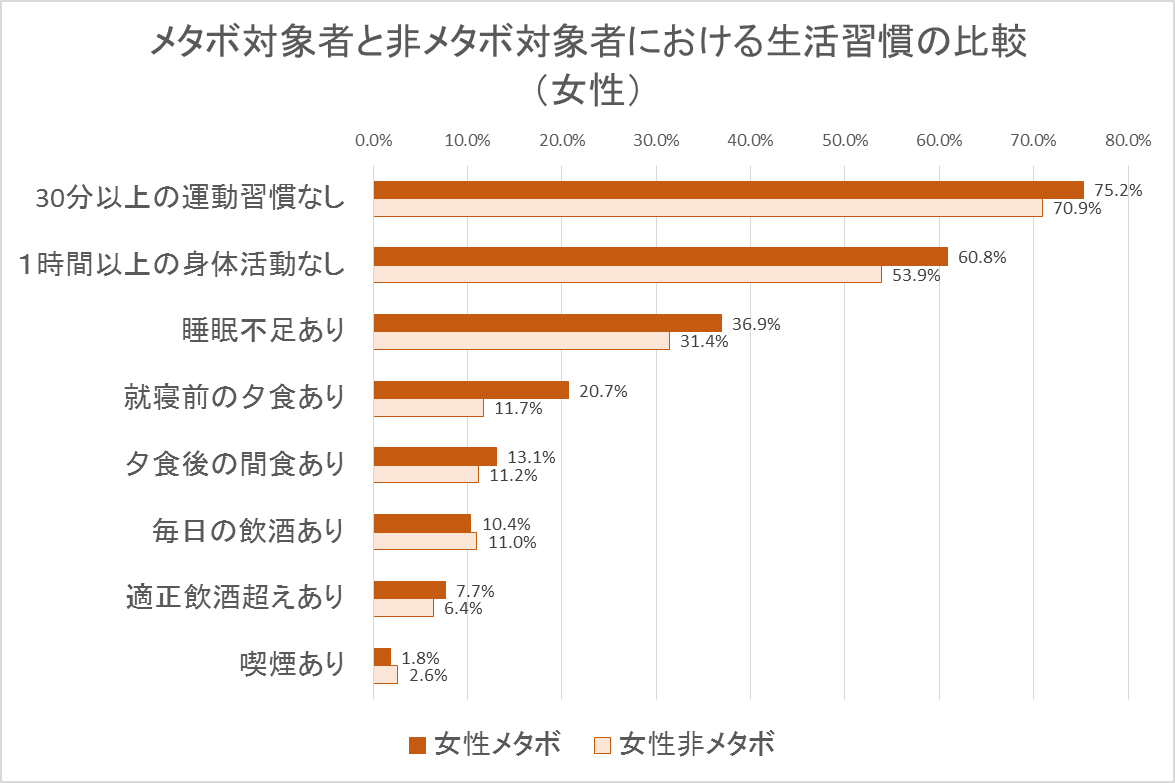 メタボ対象者と非メタボ対象者における生活習慣の比較
（女性）
0.0% 10.0% 20.0% 30.0% 40.0% 50.0% 60.0% 70.0% 80.0%
30分以上の運動習慣なし 75.2%
70.9%
１時間以上の身体活動なし 60.8%
53.9%
睡眠不足あり 36.9%
31.4%
就寝前の夕食あり 20.7%
11.7%
夕食後の間食あり 13.1%
11.2%
毎日の飲酒あり 10.4%
11.0%
適正飲酒超えあり 7.7%
6.4%
喫煙あり 1.8%
2.6%
女性メタボ 女性非メタボ